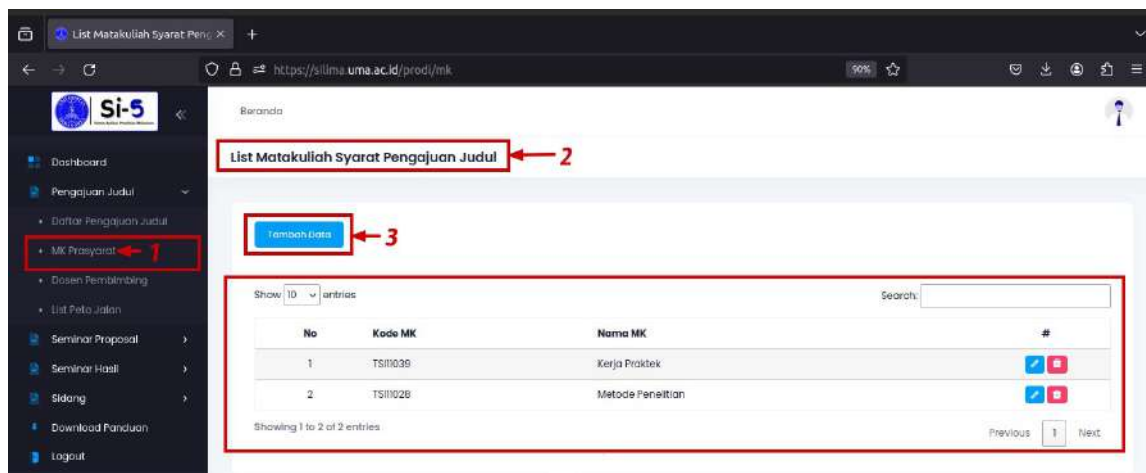 List Matakuliah Syarat Peng
https://silima.uma.ac.id/prodi/mk
90%
Si-5
Beranda
List Matakuliah Syarat Pengajuan Judul
2
Dashboard
Pengajuan Judul
Daftar Pengajuan Judul
MK Prasyarat
1
Dosen Pembimbing
List Peta Jalan
Seminar Proposal
Seminar Hasil
Sidang
Download Panduan
Logout
Tambah Data
3
Show 10 entries
Search:
No Kode MK Nama MK #
1 TSI11039 Kerja Praktek
2 TSI11028 Metode Penelitian
Showing 1 to 2 of 2 entries
Previous 1 Next